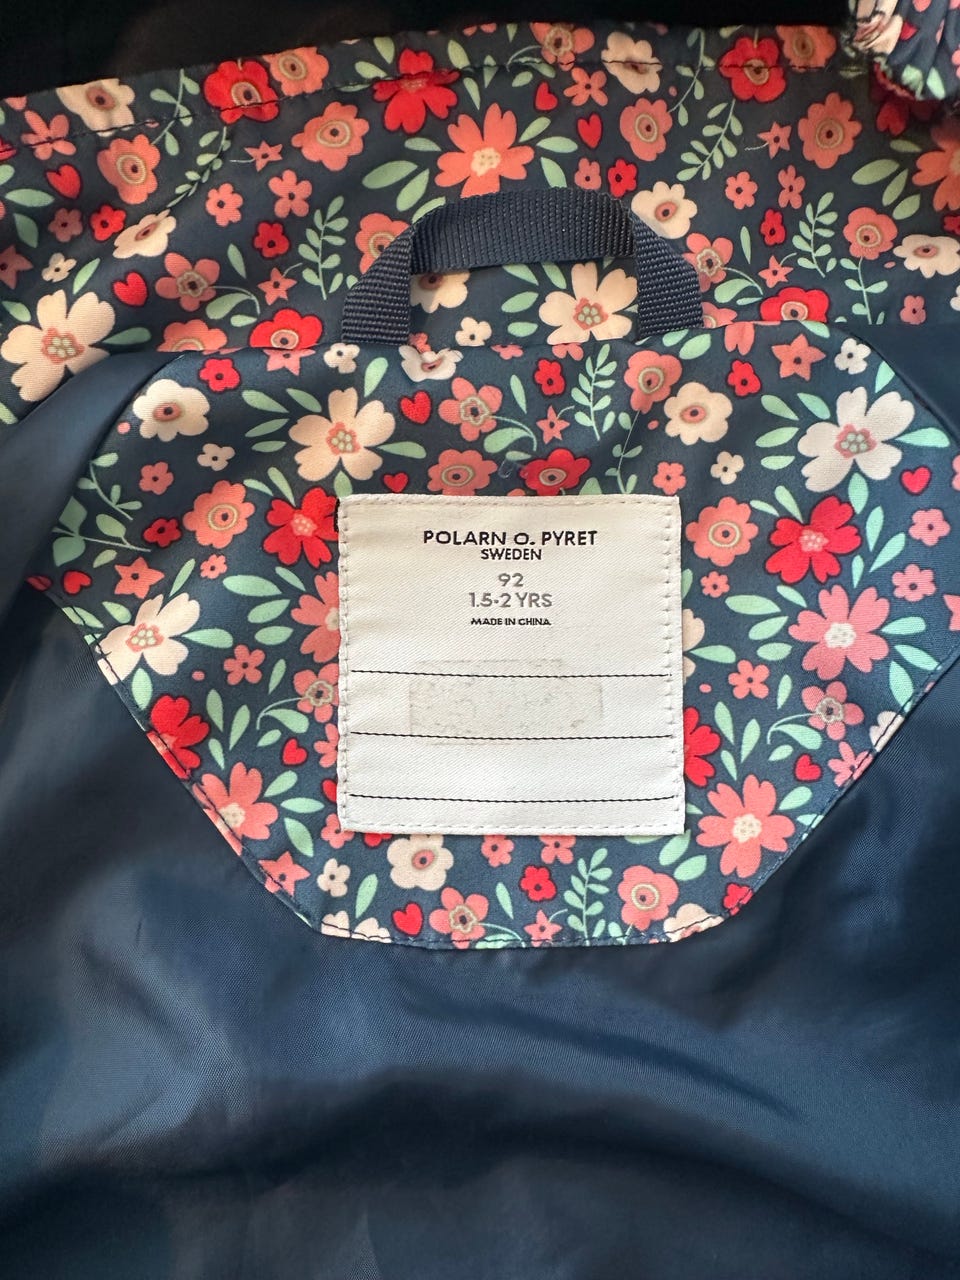 POLARN O. PYRET
SWEDEN
92
1.5-2 YRS
MADE IN CHINA